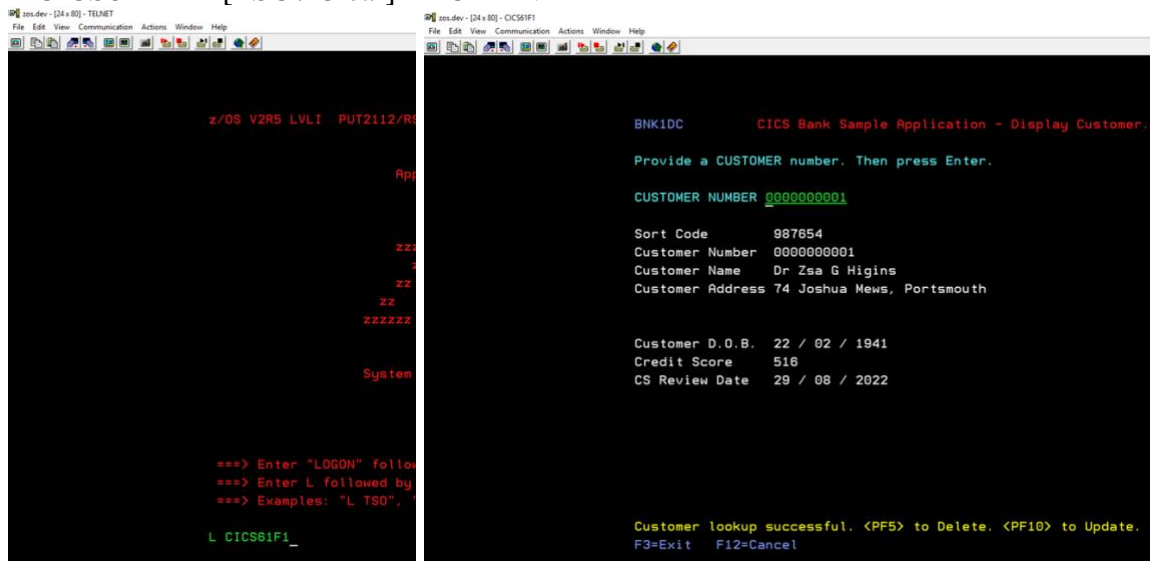 zos.dev - [24 x 80] - TELNET
File Edit View Communication Actions Window Help
z/OS V2R5 LVLI PUT2112/RS
App
zzz
z
zz
zz
zzzzzz
System
===> Enter "LOGON" follow
===> Enter L followed by
===> Examples: "L TSO", "
L CICS61F1_
zos.dev - [24 x 80] - CICS61F1
File Edit View Communication Actions Window Help
BNK1DC CICS Bank Sample Application - Display Customer.
Provide a CUSTOMER number. Then press Enter.
CUSTOMER NUMBER 0000000001
Sort Code 987654
Customer Number 0000000001
Customer Name Dr Zsa G Higins
Customer Address 74 Joshua Mews, Portsmouth
Customer D.O.B. 22 / 02 / 1941
Credit Score 516
CS Review Date 29 / 08 / 2022
Customer lookup successful. <PF5> to Delete. <PF10> to Update.
F3=Exit F12=Cancel